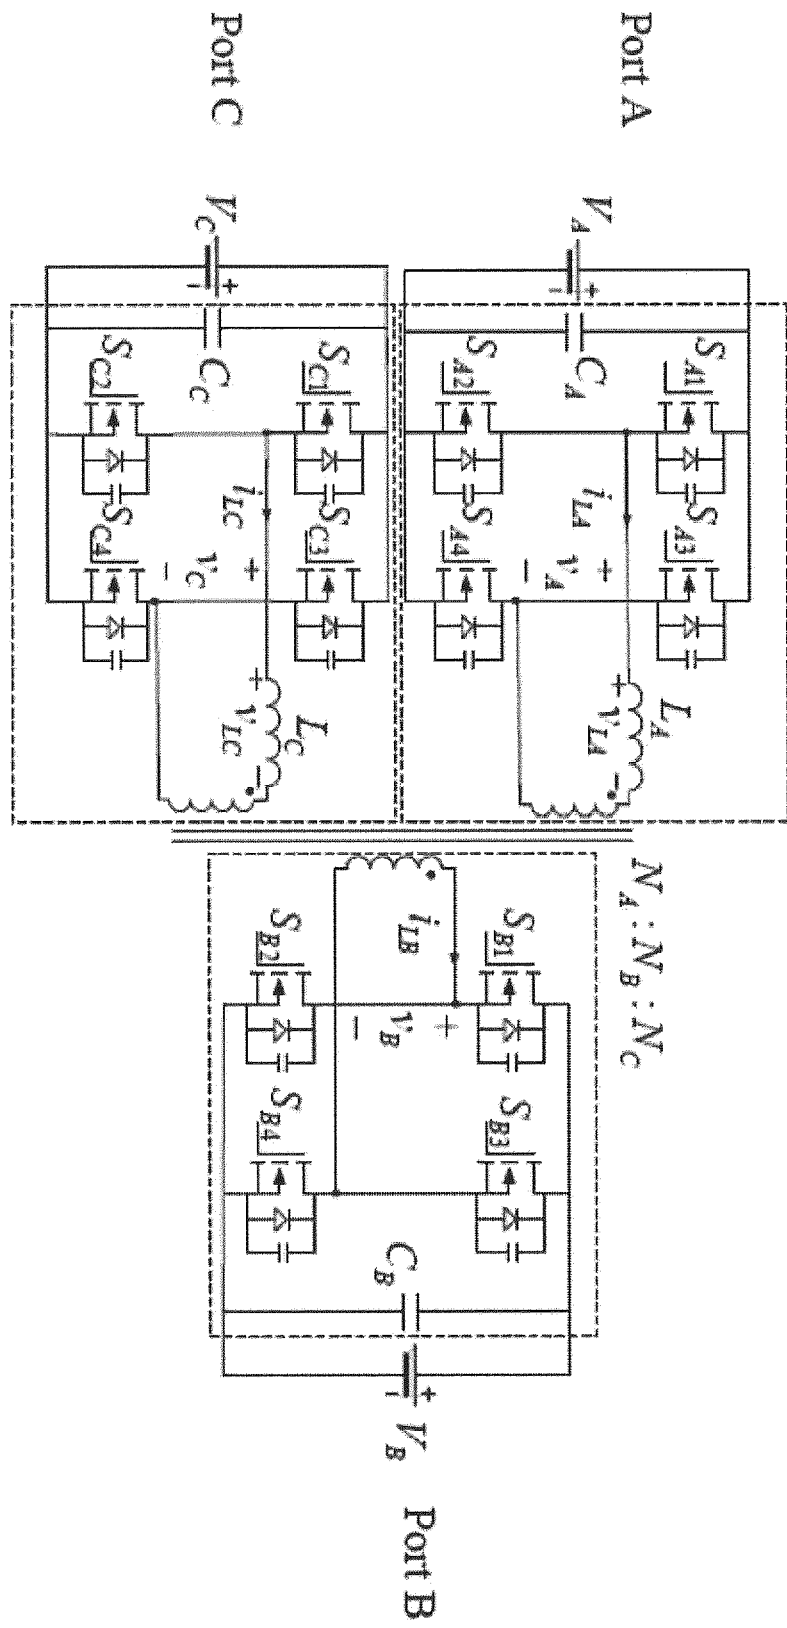 Port A
V_A
+
-
C_A
S_A1
S_A2
S_A3
S_A4
i_LA
+
v_A
-
L_A
+
v_LA
-
Port C
V_C
+
-
C_C
S_C1
S_C2
S_C3
S_C4
i_LC
+
v_C
-
L_C
+
v_LC
-
N_A : N_B : N_C
i_LB
S_B1
S_B2
+
v_B
-
S_B3
S_B4
C_B
+
-
V_B
Port B